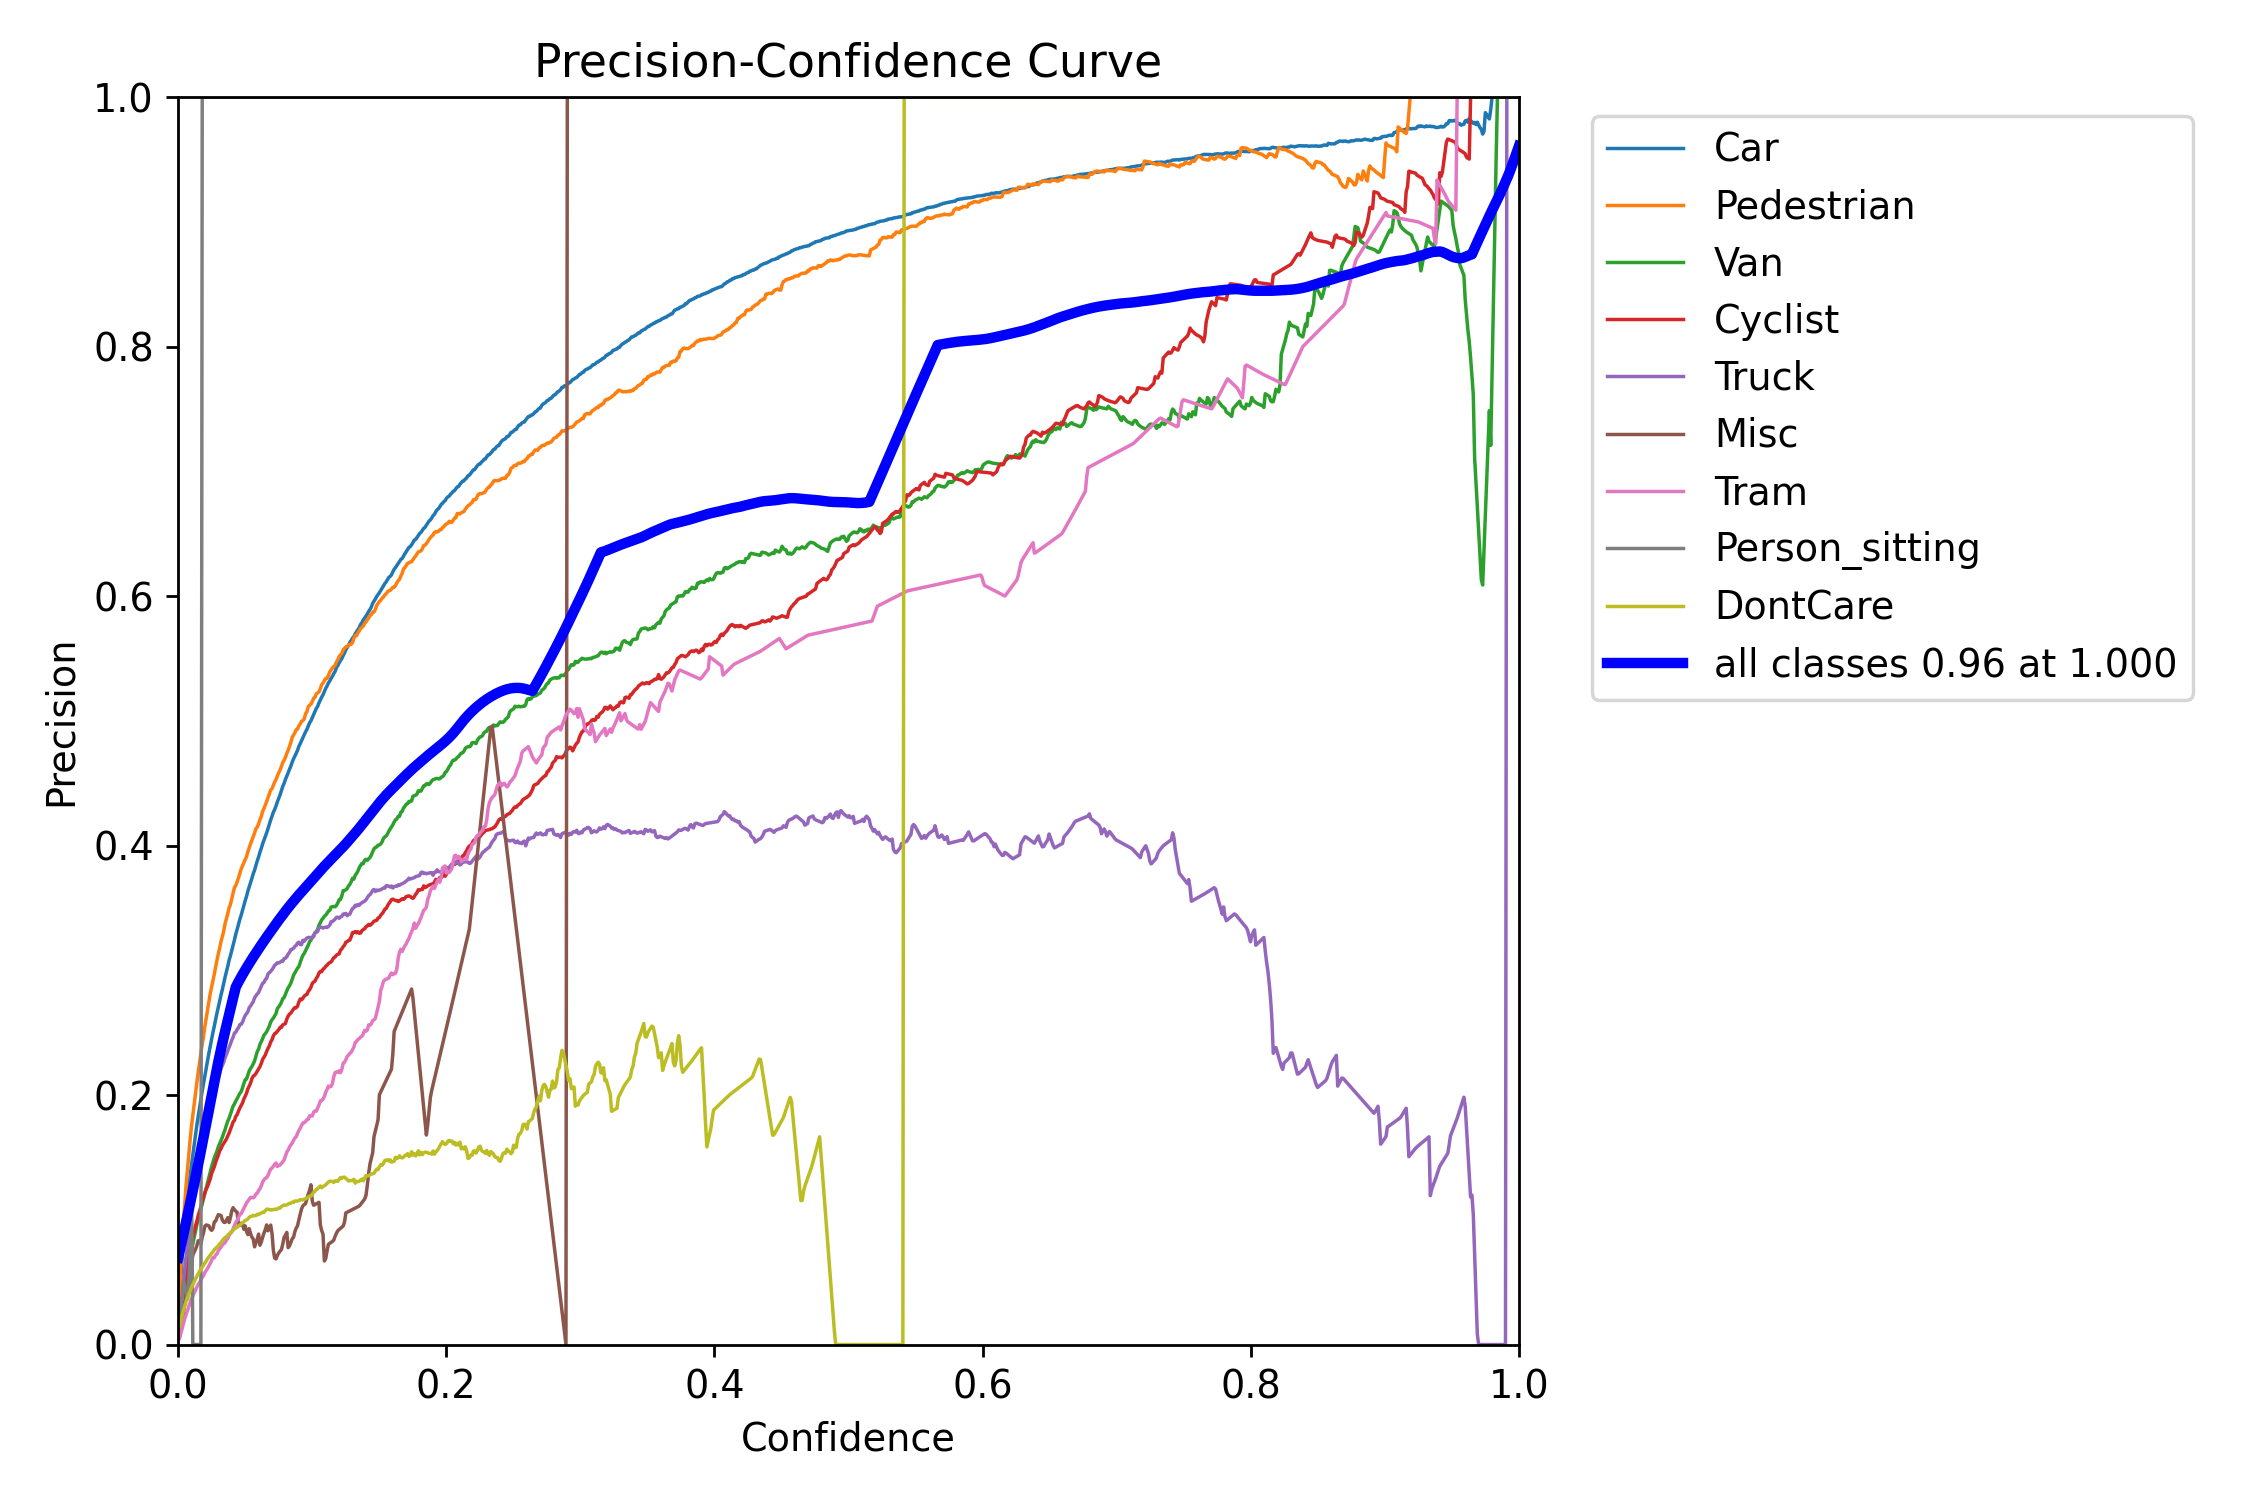 Precision-Confidence Curve
1.0
0.8
0.6
0.4
0.2
0.0
Precision
0.0 0.2 0.4 0.6 0.8 1.0
Confidence
Car
Pedestrian
Van
Cyclist
Truck
Misc
Tram
Person_sitting
DontCare
all classes 0.96 at 1.000